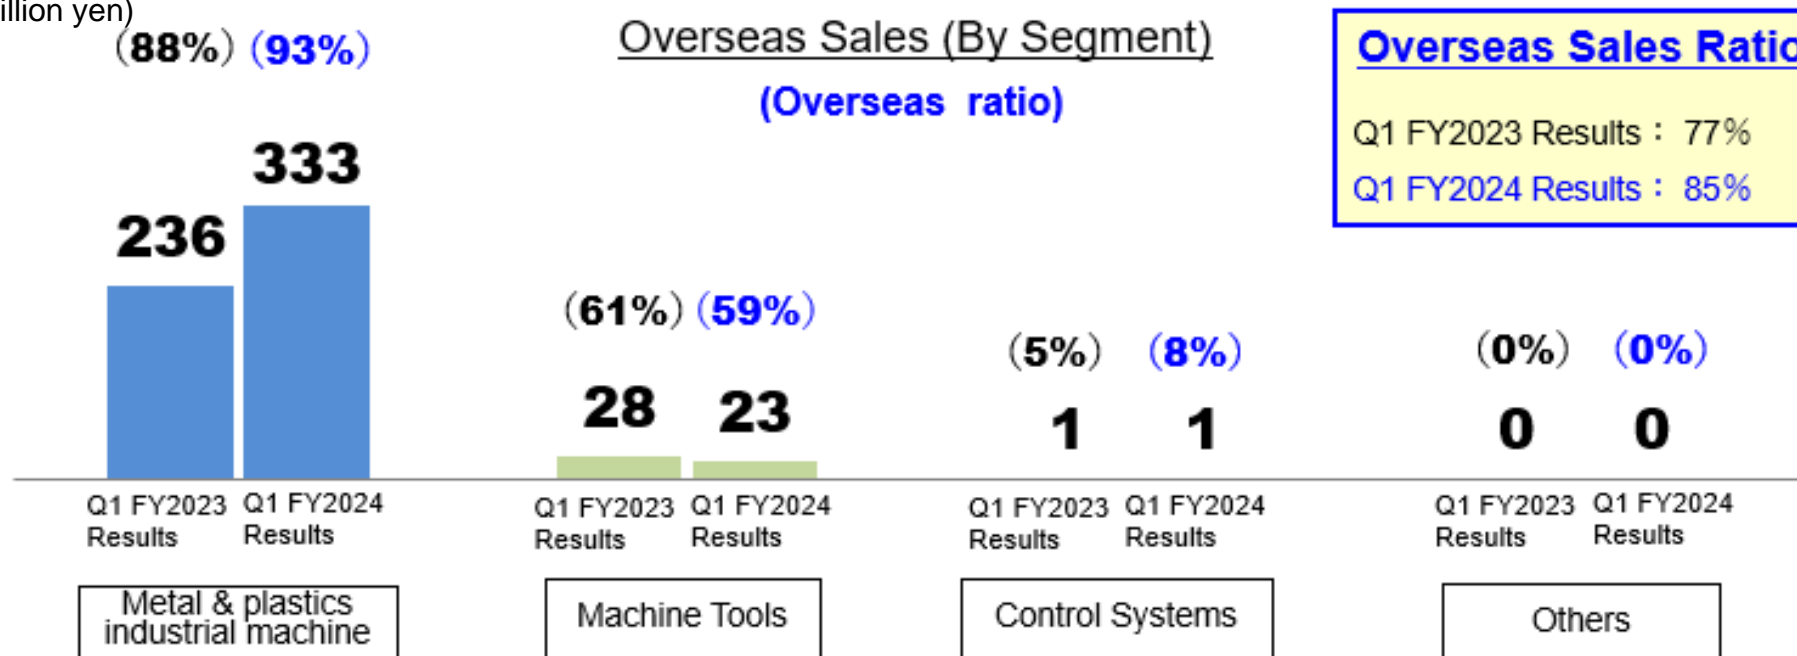 illion yen)
(88%) (93%)
Overseas Sales (By Segment)
(Overseas ratio)
Overseas Sales Ratio
Q1 FY2023 Results : 77%
Q1 FY2024 Results : 85%
236
333
(61%) (59%)
28
23
(5%) (8%)
1
1
(0%) (0%)
0
0
Q1 FY2023
Results
Q1 FY2024
Results
Q1 FY2023
Results
Q1 FY2024
Results
Q1 FY2023
Results
Q1 FY2024
Results
Q1 FY2023
Results
Q1 FY2024
Results
Metal & plastics
industrial machine
Machine Tools
Control Systems
Others